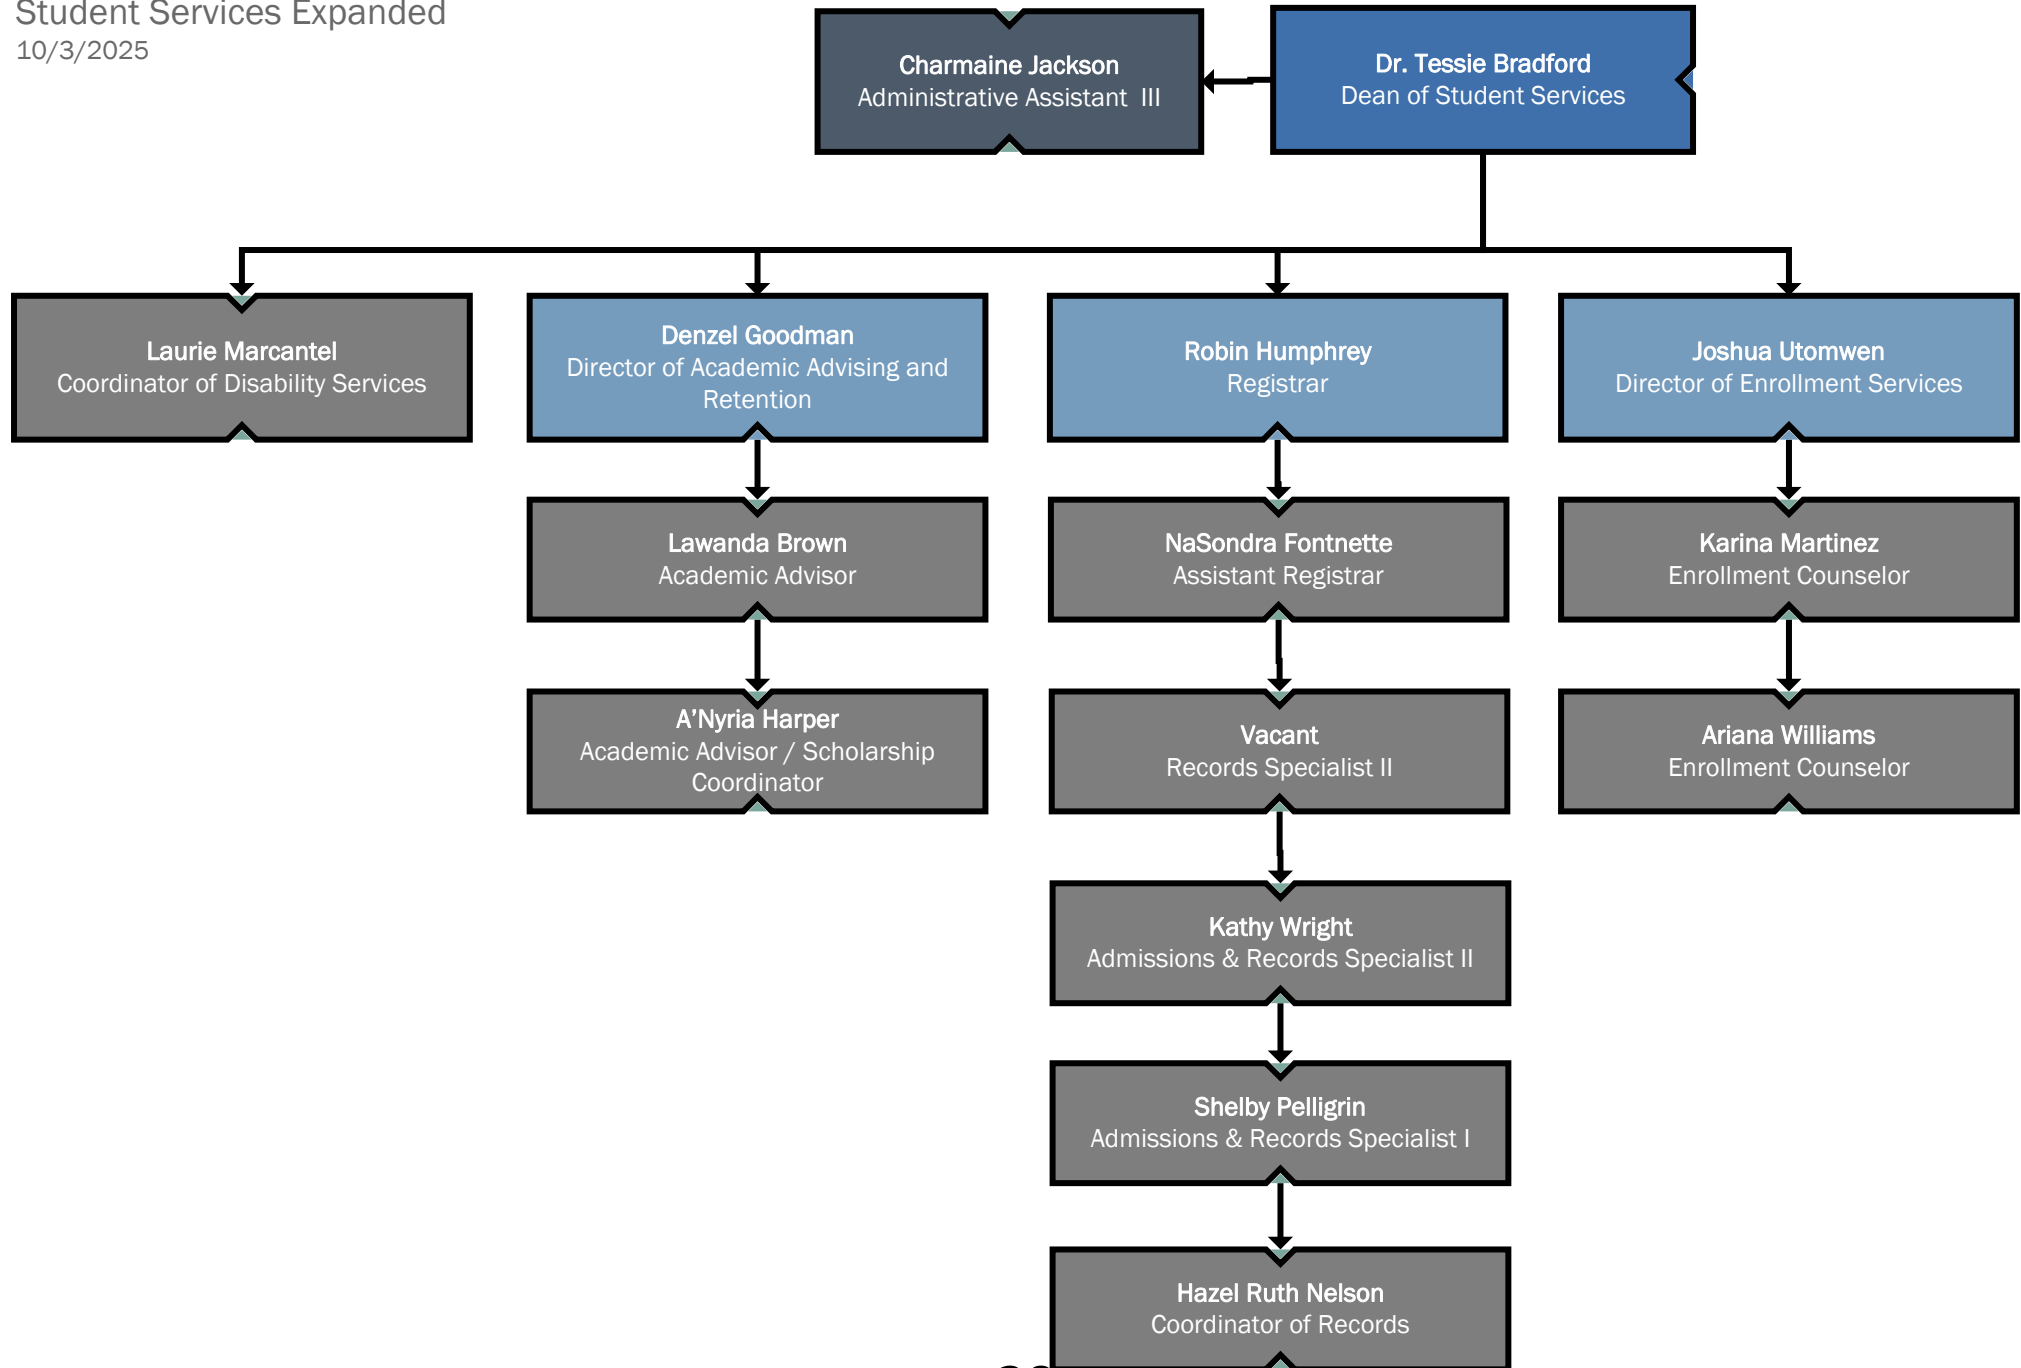 Student Services Expanded
10/3/2025
Charmaine Jackson
Administrative Assistant  III
Dr. Tessie Bradford
Dean of Student Services
Laurie Marcantel
Coordinator of Disability Services
Denzel Goodman
Director of Academic Advising and
Retention
Robin Humphrey
Registrar
Joshua Utomwen
Director of Enrollment Services
Lawanda Brown
Academic Advisor
NaSondra Fontnette
Assistant Registrar
Karina Martinez
Enrollment Counselor
A’Nyria Harper
Academic Advisor / Scholarship
Coordinator
Vacant
Records Specialist II
Ariana Williams
Enrollment Counselor
Kathy Wright
Admissions & Records Specialist II
Shelby Pelligrin
Admissions & Records Specialist I
Hazel Ruth Nelson
Coordinator of Records